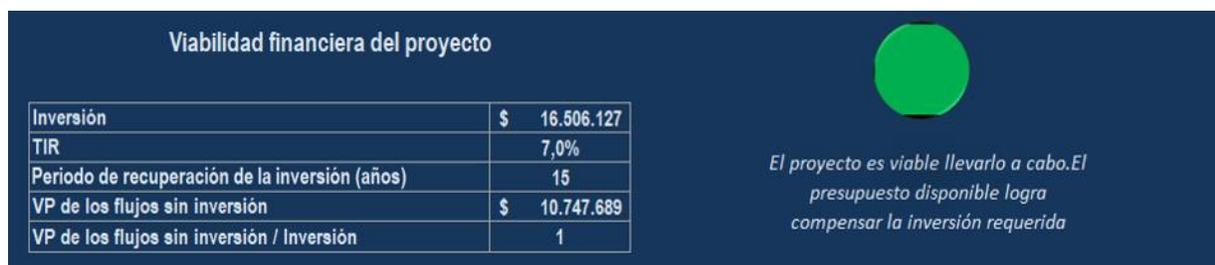 Viabilidad financiera del proyecto
Inversión $ 16.506.127
TIR 7,0%
Periodo de recuperación de la inversión (años) 15
VP de los flujos sin inversión $ 10.747.689
VP de los flujos sin inversión / Inversión 1
El proyecto es viable llevarlo a cabo.El
presupuesto disponible logra
compensar la inversión requerida